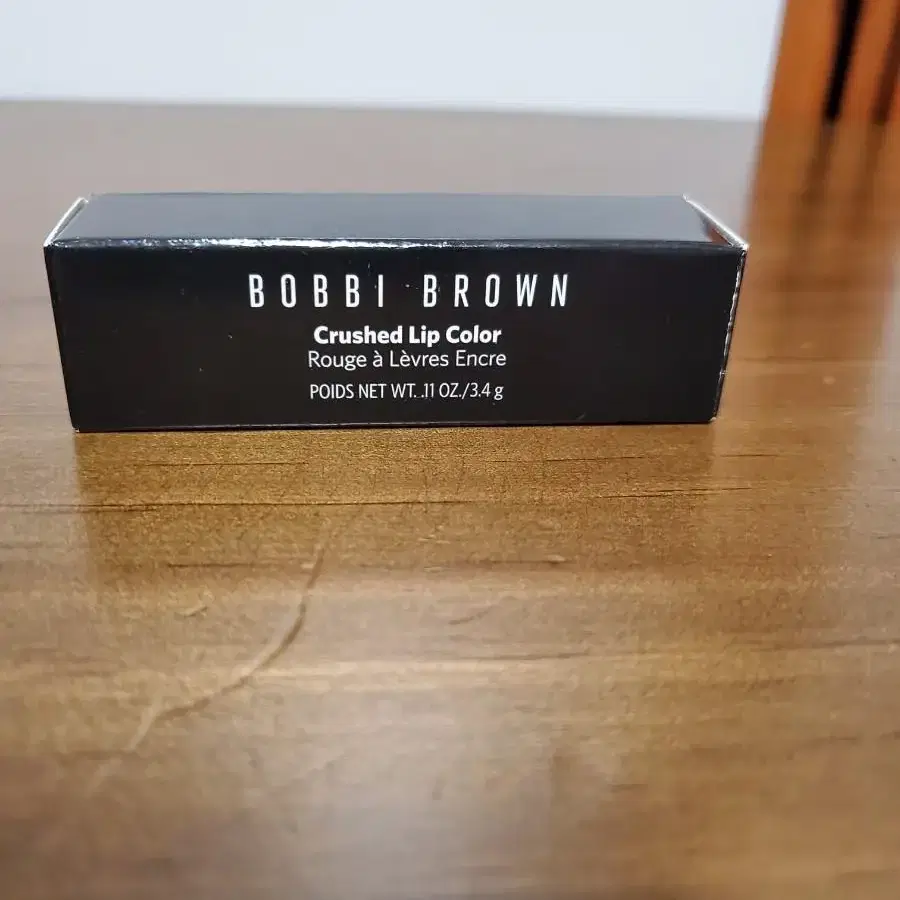 BOBBI BROWN
Crushed Lip Color
Rouge à Lèvres Encre
POIDS NET WT. .11 OZ./3.4 g